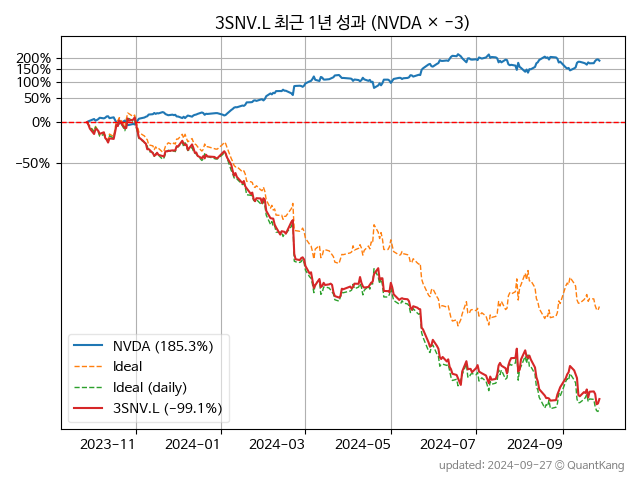 3SNV.L 최근 1년 성과 (NVDA × −3)
200%
150%
100%
50%
0%
−50%
NVDA (185.3%)
Ideal
Ideal (daily)
3SNV.L (−99.1%)
2023-11 2024-01 2024-03 2024-05 2024-07 2024-09
updated: 2024-09-27 © QuantKang